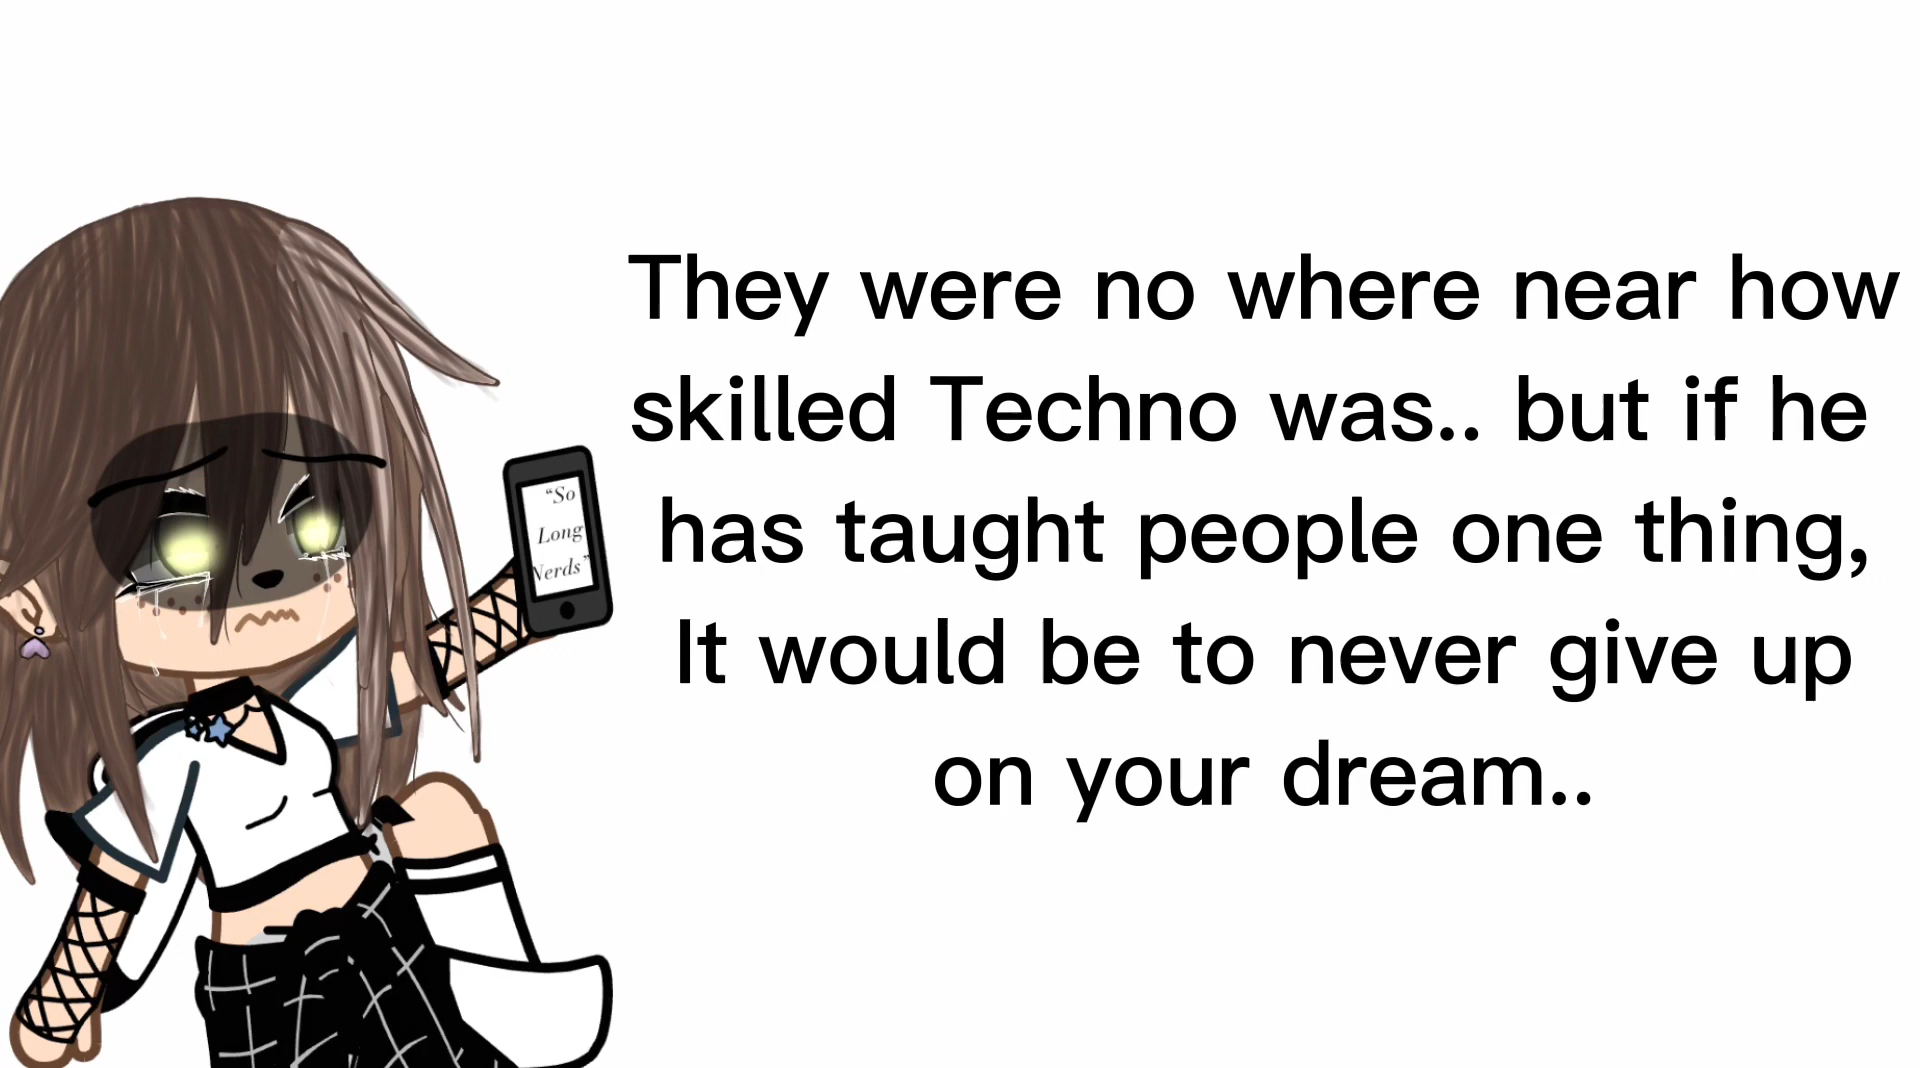 They were no where near how
skilled Techno was.. but if he
has taught people one thing,
It would be to never give up
on your dream..
“So
Long
Nerds”